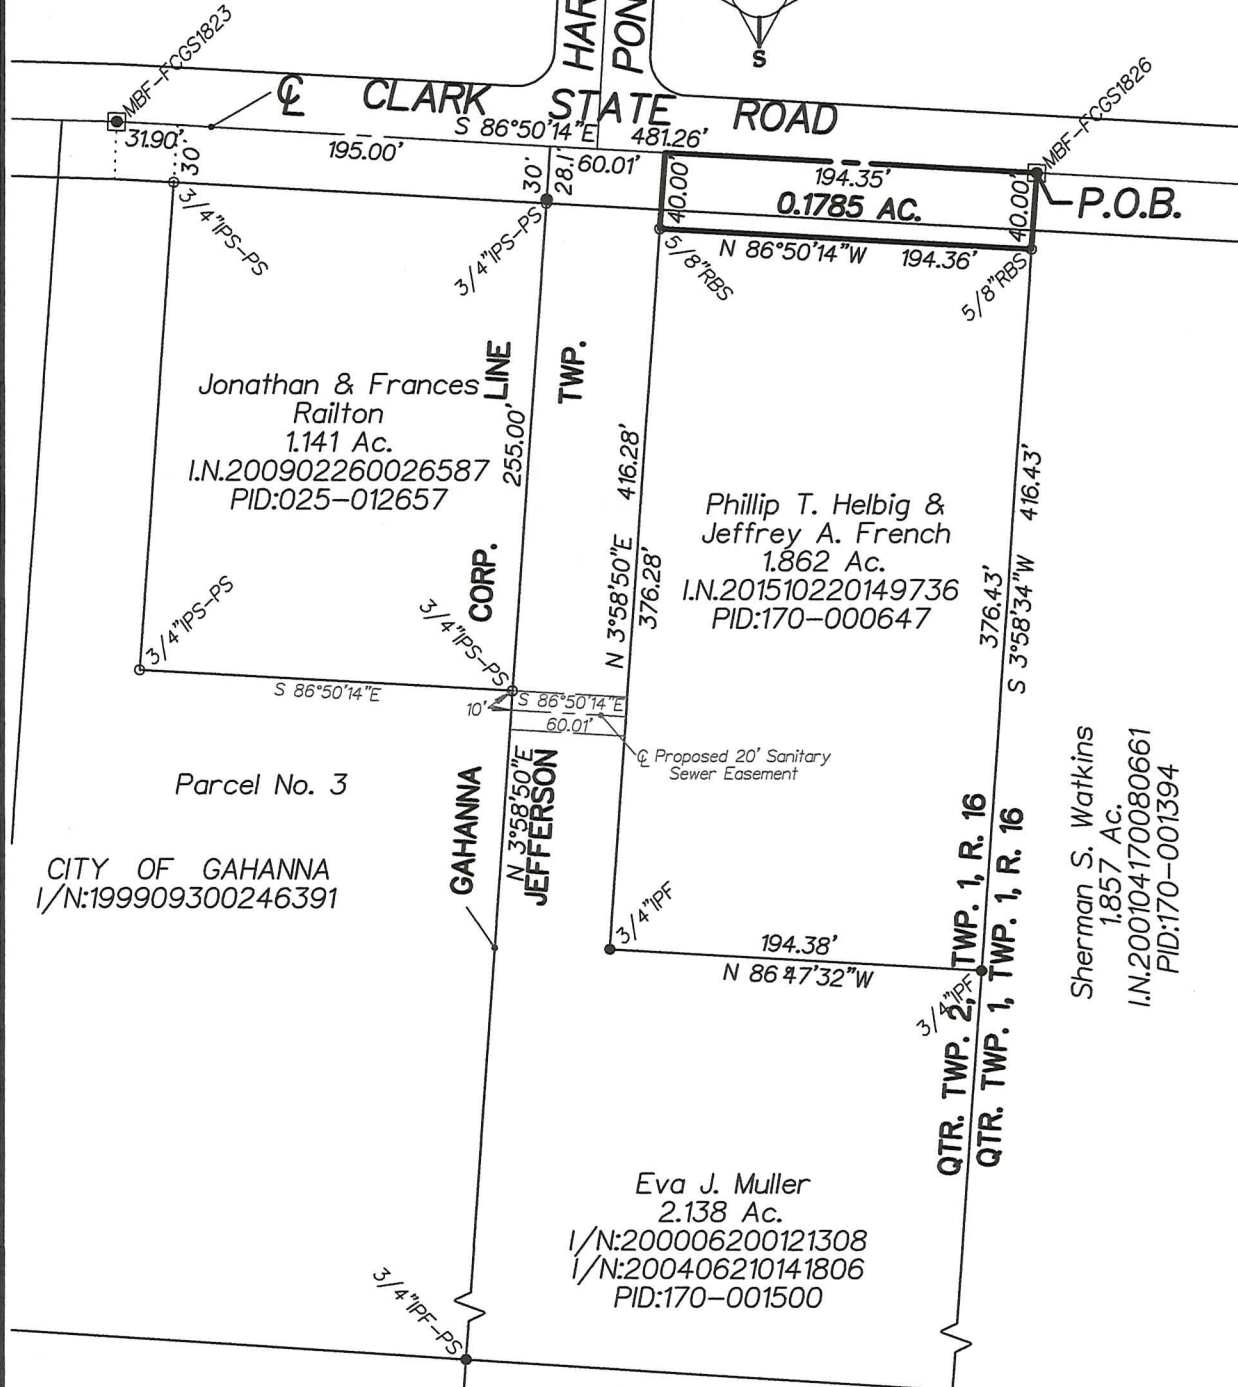 HAR
PON
S
MBF-FCGS1823
℄ CLARK STATE ROAD
MBF-FCGS1826
31.90'
30'
195.00'
S 86°50'14"E 481.26'
30'
28.1'
60.01'
40.00'
194.35'
0.1785 AC.
40.00'
P.O.B.
3/4"IPS-PS
3/4"IPS-PS
5/8"RBS
N 86°50'14"W 194.36'
5/8"RBS
Jonathan & Frances
Railton
1.141 Ac.
I.N.200902260026587
PID:025-012657
255.00'
CORP. LINE
TWP.
N 3°58'50"E 416.28'
376.28'
Phillip T. Helbig &
Jeffrey A. French
1.862 Ac.
I.N.201510220149736
PID:170-000647
376.43'
S 3°58'34"W 416.43'
3/4"IPS-PS
3/4"IPS-PS
S 86°50'14"E
10'
S 86°50'14"E
60.01'
℄ Proposed 20' Sanitary
Sewer Easement
Parcel No. 3
CITY OF GAHANNA
I/N:199909300246391
GAHANNA
N 3°58'50"E
JEFFERSON
3/4"IPF
194.38'
N 86°47'32"W
3/4"IPF
QTR. TWP. 2, TWP. 1, R. 16
QTR. TWP. 1, TWP. 1, R. 16
Sherman S. Watkins
1.857 Ac.
I.N.200104170080661
PID:170-001394
Eva J. Muller
2.138 Ac.
I/N:200006200121308
I/N:200406210141806
PID:170-001500
3/4"IPF-PS